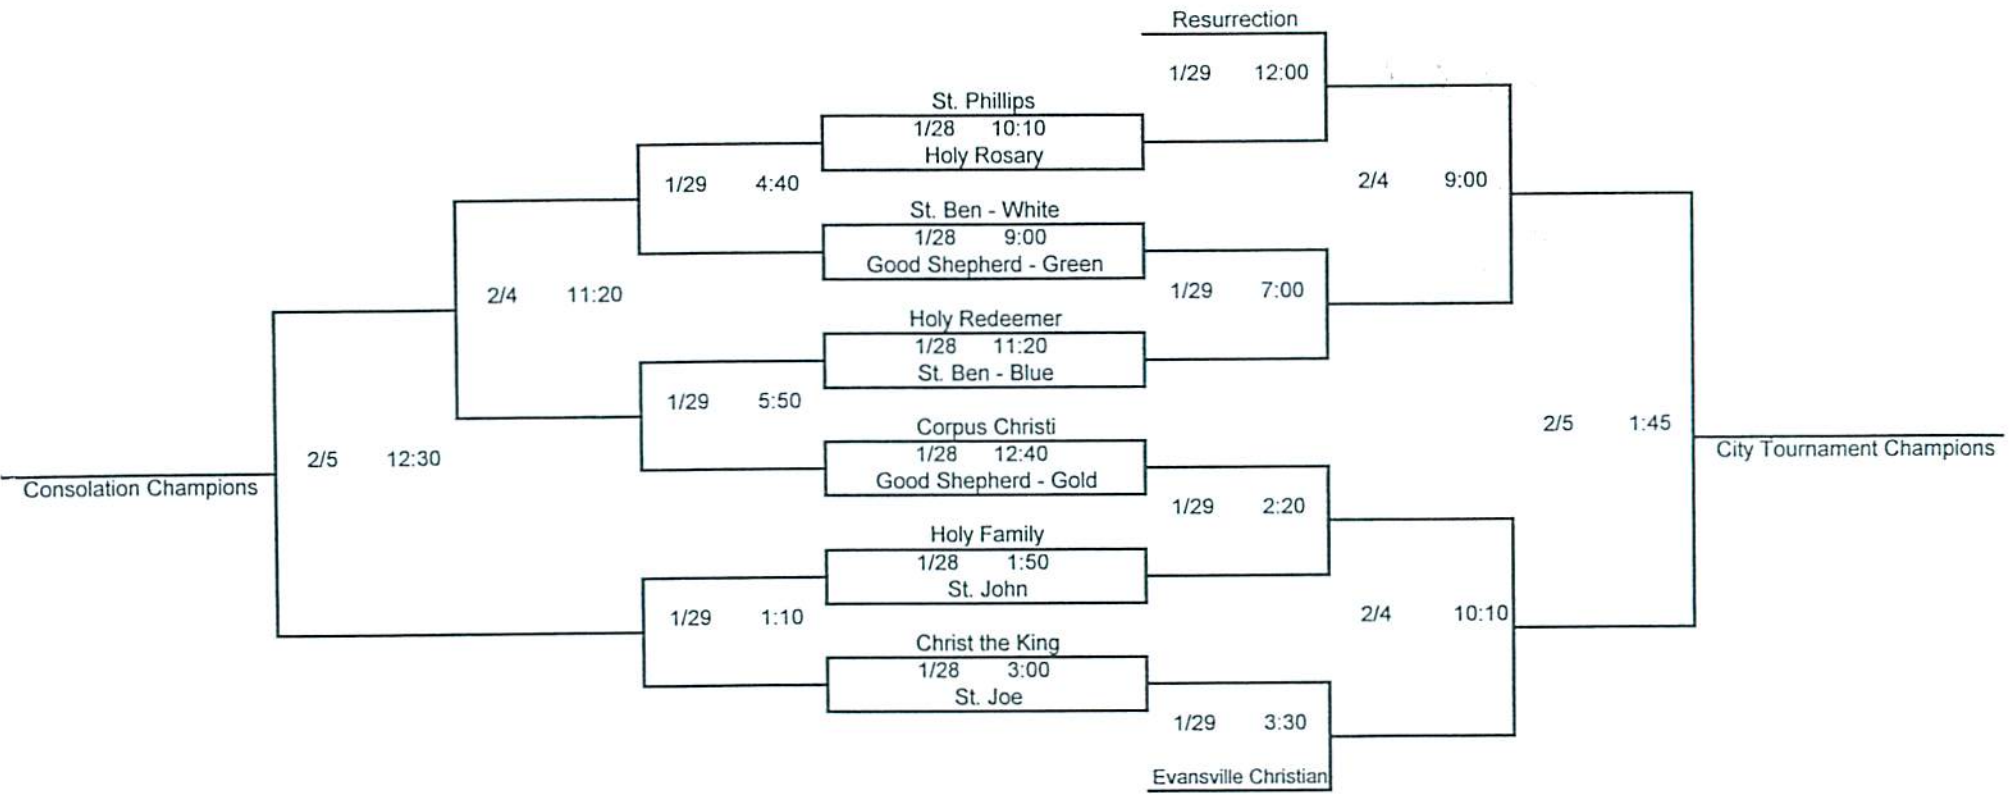 Resurrection
1/29 12:00
St. Phillips
1/28 10:10
Holy Rosary
1/29 4:40
2/4 9:00
St. Ben - White
1/28 9:00
Good Shepherd - Green
2/4 11:20
1/29 7:00
Holy Redeemer
1/28 11:20
St. Ben - Blue
1/29 5:50
Corpus Christi
1/28 12:40
Good Shepherd - Gold
2/5 1:45
City Tournament Champions
2/5 12:30
Consolation Champions
1/29 2:20
Holy Family
1/28 1:50
St. John
1/29 1:10
2/4 10:10
Christ the King
1/28 3:00
St. Joe
1/29 3:30
Evansville Christian